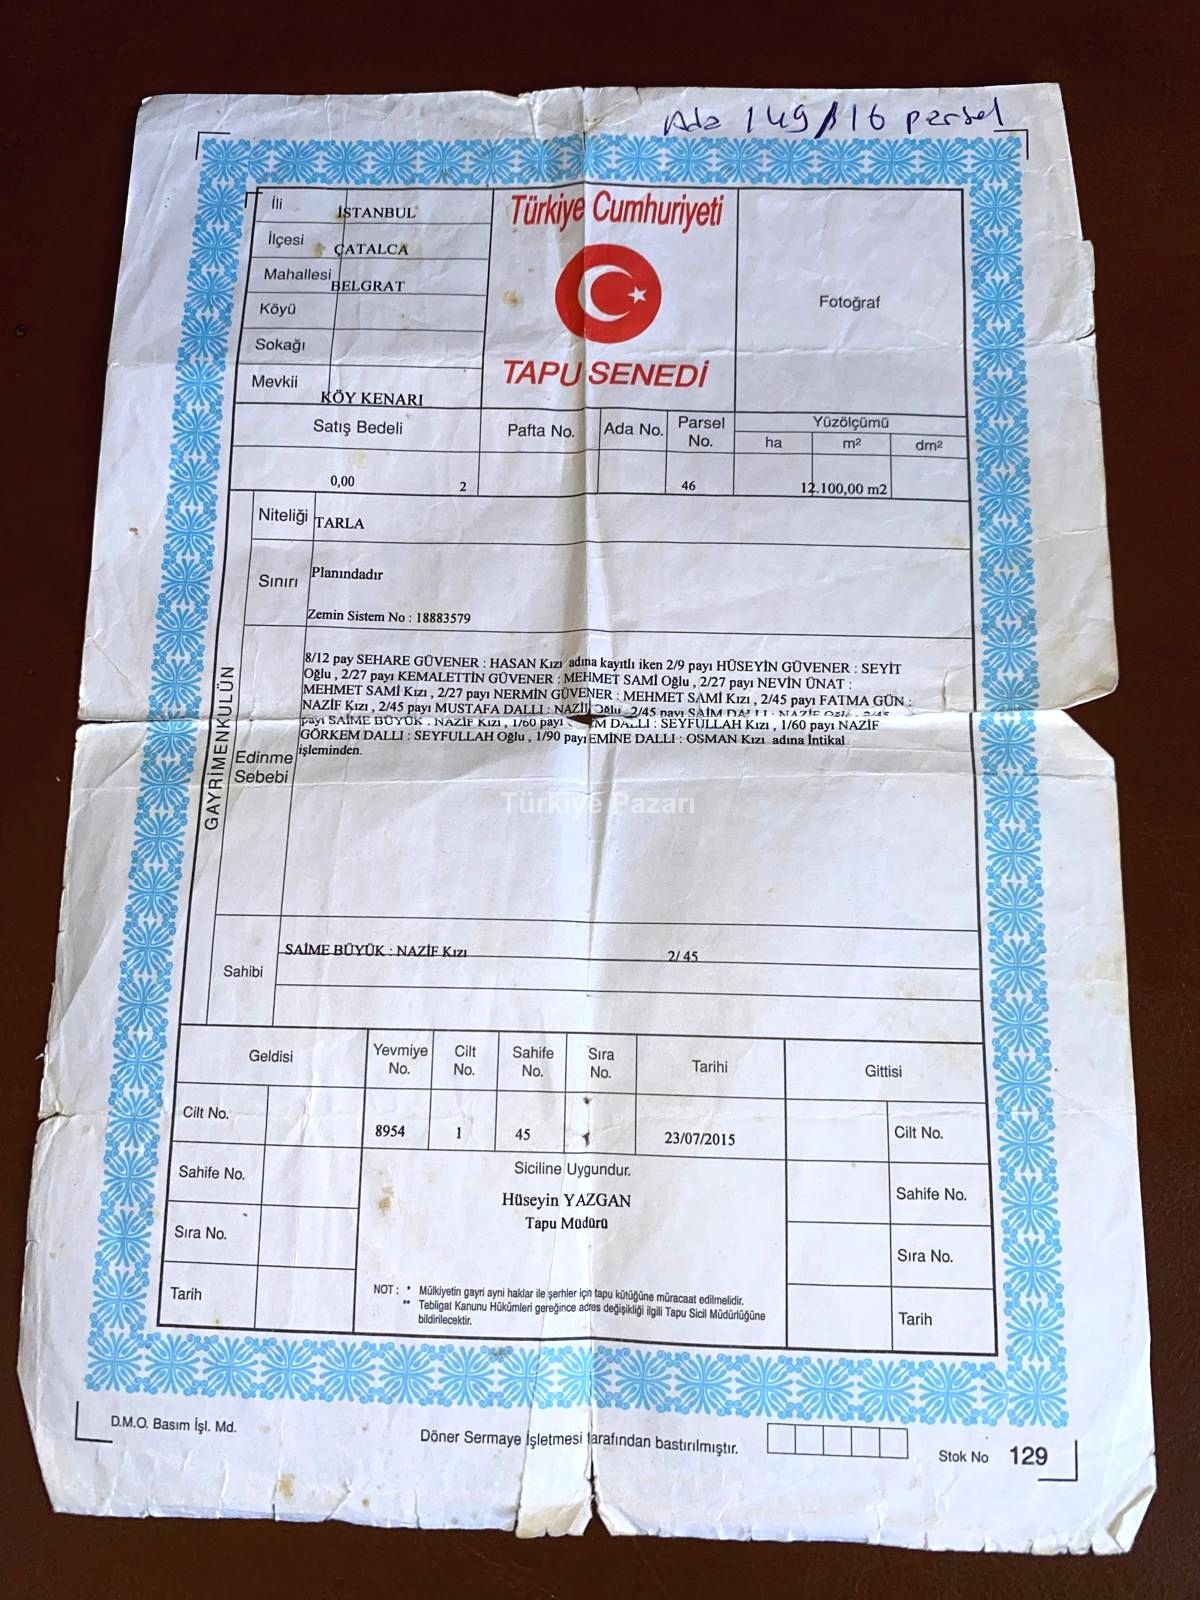 Ada 149/16 parsel
İli İSTANBUL
İlçesi ÇATALCA
Mahallesi BELGRAT
Köyü
Sokağı
Mevkii KÖY KENARI
Türkiye Cumhuriyeti
TAPU SENEDİ
Fotoğraf
Satış Bedeli Pafta No. Ada No. Parsel No. Yüzölçümü
ha m² dm²
0,00 2 46 12.100,00 m2
GAYRİMENKULÜN
Niteliği TARLA
Sınırı Planındadır
Zemin Sistem No : 18883579
Edinme Sebebi
8/12 pay SEHARE GÜVENER : HASAN Kızı adına kayıtlı iken 2/9 payı HÜSEYİN GÜVENER : SEYİT
Oğlu , 2/27 payı KEMALETTİN GÜVENER : MEHMET SAMİ Oğlu , 2/27 payı NEVİN ÜNAT :
MEHMET SAMİ Kızı , 2/27 payı NERMİN GÜVENER : MEHMET SAMİ Kızı , 2/45 payı FATMA GÜN :
NAZİF Kızı , 2/45 payı MUSTAFA DALLI : NAZİF Oğlu , 2/45 payı SAİM DALLI : NAZİF Oğlu , 2/45
payı SAİME BÜYÜK : NAZİF Kızı , 1/60 payı M DALLI : SEYFULLAH Kızı , 1/60 payı NAZİF
GÖRKEM DALLI : SEYFULLAH Oğlu , 1/90 payı EMİNE DALLI : OSMAN Kızı adına İntikal
işleminden.
Türkiye Pazarı
Sahibi SAİME BÜYÜK : NAZİF Kızı 2/ 45
Geldisi Yevmiye No. Cilt No. Sahife No. Sıra No. Tarihi Gittisi
Cilt No. 8954 1 45 23/07/2015 Cilt No.
Siciline Uygundur.
Sahife No. Sahife No.
Hüseyin YAZGAN
Tapu Müdürü
Sıra No. Sıra No.
Tarih Tarih
NOT : * Mülkiyetin gayri ayni haklar ile şerhler için tapu kütüğüne müracaat edilmelidir.
** Tebligat Kanunu Hükümleri gereğince adres değişikliği ilgili Tapu Sicil Müdürlüğüne
bildirilecektir.
D.M.O. Basım İşl. Md.
Döner Sermaye İşletmesi tarafından bastırılmıştır.
Stok No 129